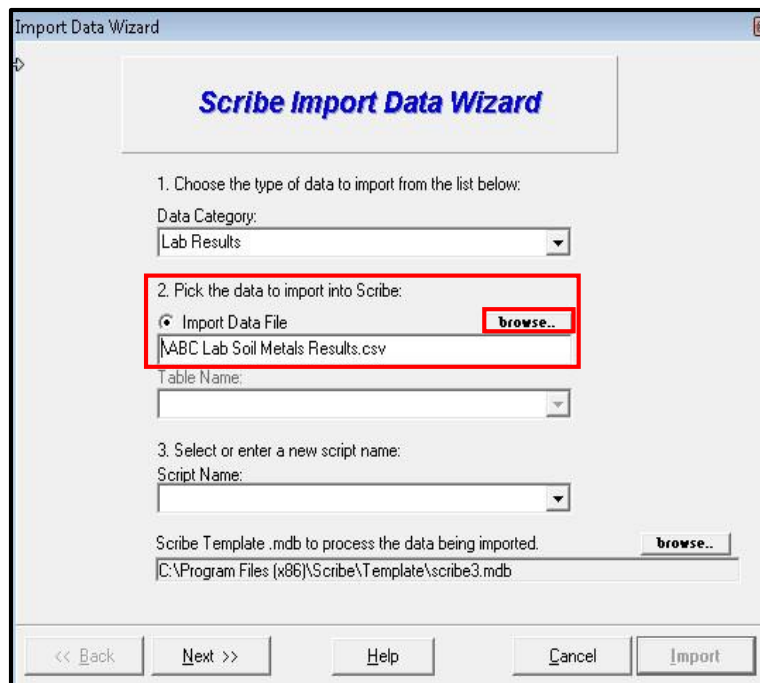 Import Data Wizard
Scribe Import Data Wizard
1. Choose the type of data to import from the list below:
Data Category:
Lab Results
2. Pick the data to import into Scribe:
Import Data File browse..
\ABC Lab Soil Metals Results.csv
Table Name:
3. Select or enter a new script name:
Script Name:
Scribe Template .mdb to process the data being imported. browse..
C:\Program Files (x86)\Scribe\Template\scribe3.mdb
<< Back Next >> Help Cancel Import